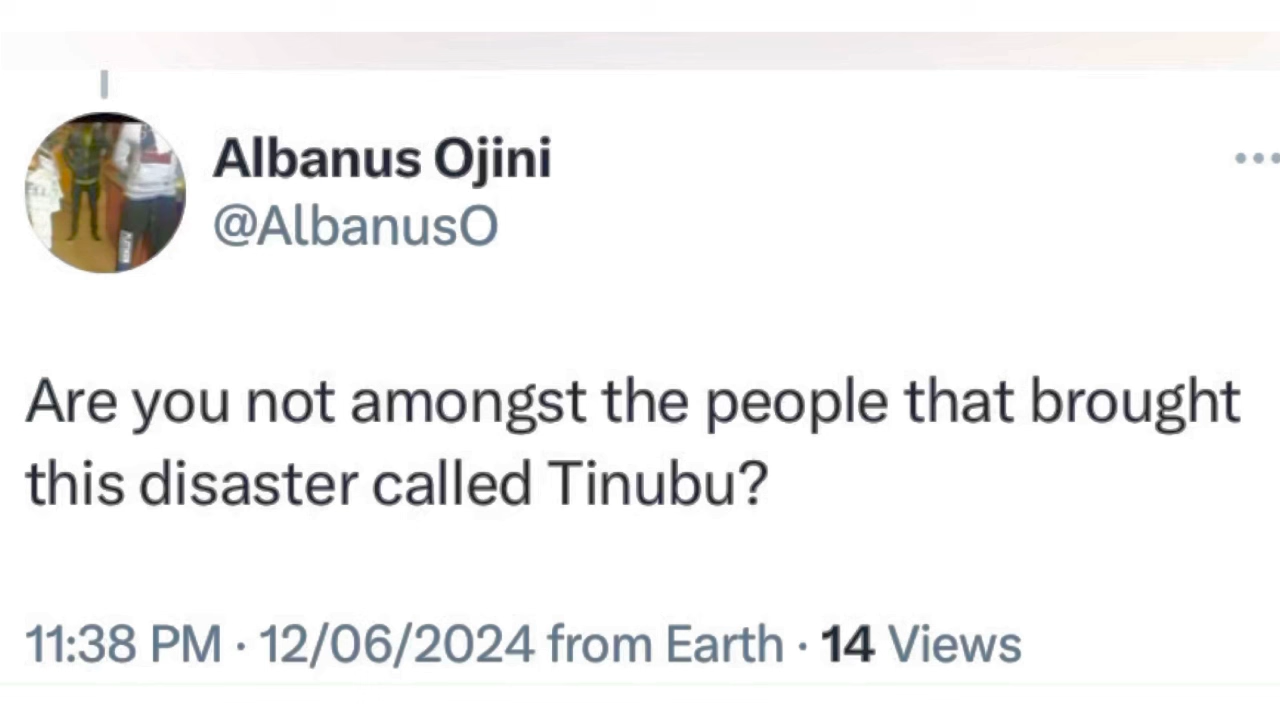 Albanus Ojini
@AlbanusO
Are you not amongst the people that brought
this disaster called Tinubu?
11:38 PM · 12/06/2024 from Earth · 14 Views